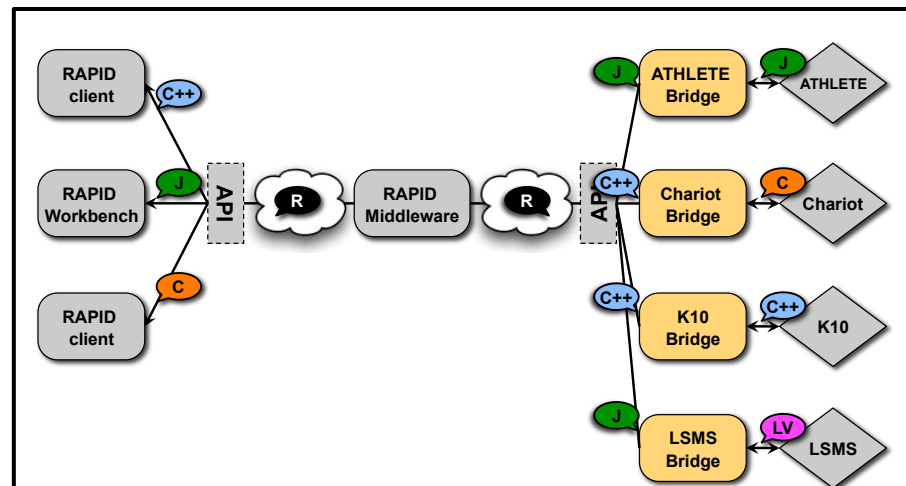 RAPID
client
C++
RAPID
Workbench
J
RAPID
client
C
API
R
RAPID
Middleware
R
API
J
ATHLETE
Bridge
J
ATHLETE
C++
Chariot
Bridge
C
Chariot
C++
K10
Bridge
C++
K10
J
LSMS
Bridge
LV
LSMS